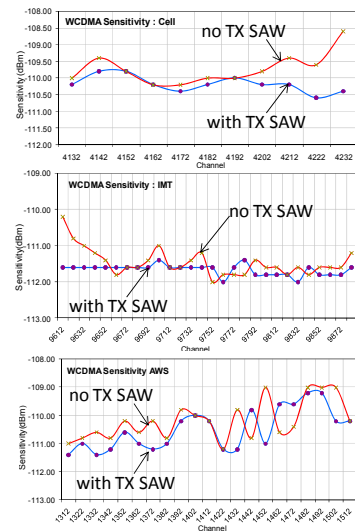 -108.00
WCDMA Sensitivity : Cell
no TX SAW
-108.50
-109.00
-109.50
-110.00
-110.50
-111.00
-111.50
-112.00
Sensitivity (dBm)
with TX SAW
4132 4142 4152 4162 4172 4182 4192 4202 4212 4222 4232
Channel
-109.00
WCDMA Sensitivity : IMT
no TX SAW
-111.00
-113.00
Sensitivity(dBm)
with TX SAW
9612 9632 9652 9672 9692 9712 9732 9752 9772 9792 9812 9832 9852 9872
Channel
-108.00
WCDMA Sensitivity AWS
no TX SAW
-109.00
-110.00
-111.00
-112.00
-113.00
Sensitivity(dBm)
with TX SAW
1312 1322 1332 1342 1352 1362 1372 1382 1392 1402 1412 1422 1432 1442 1452 1462 1472 1482 1492 1502 1512
Channel